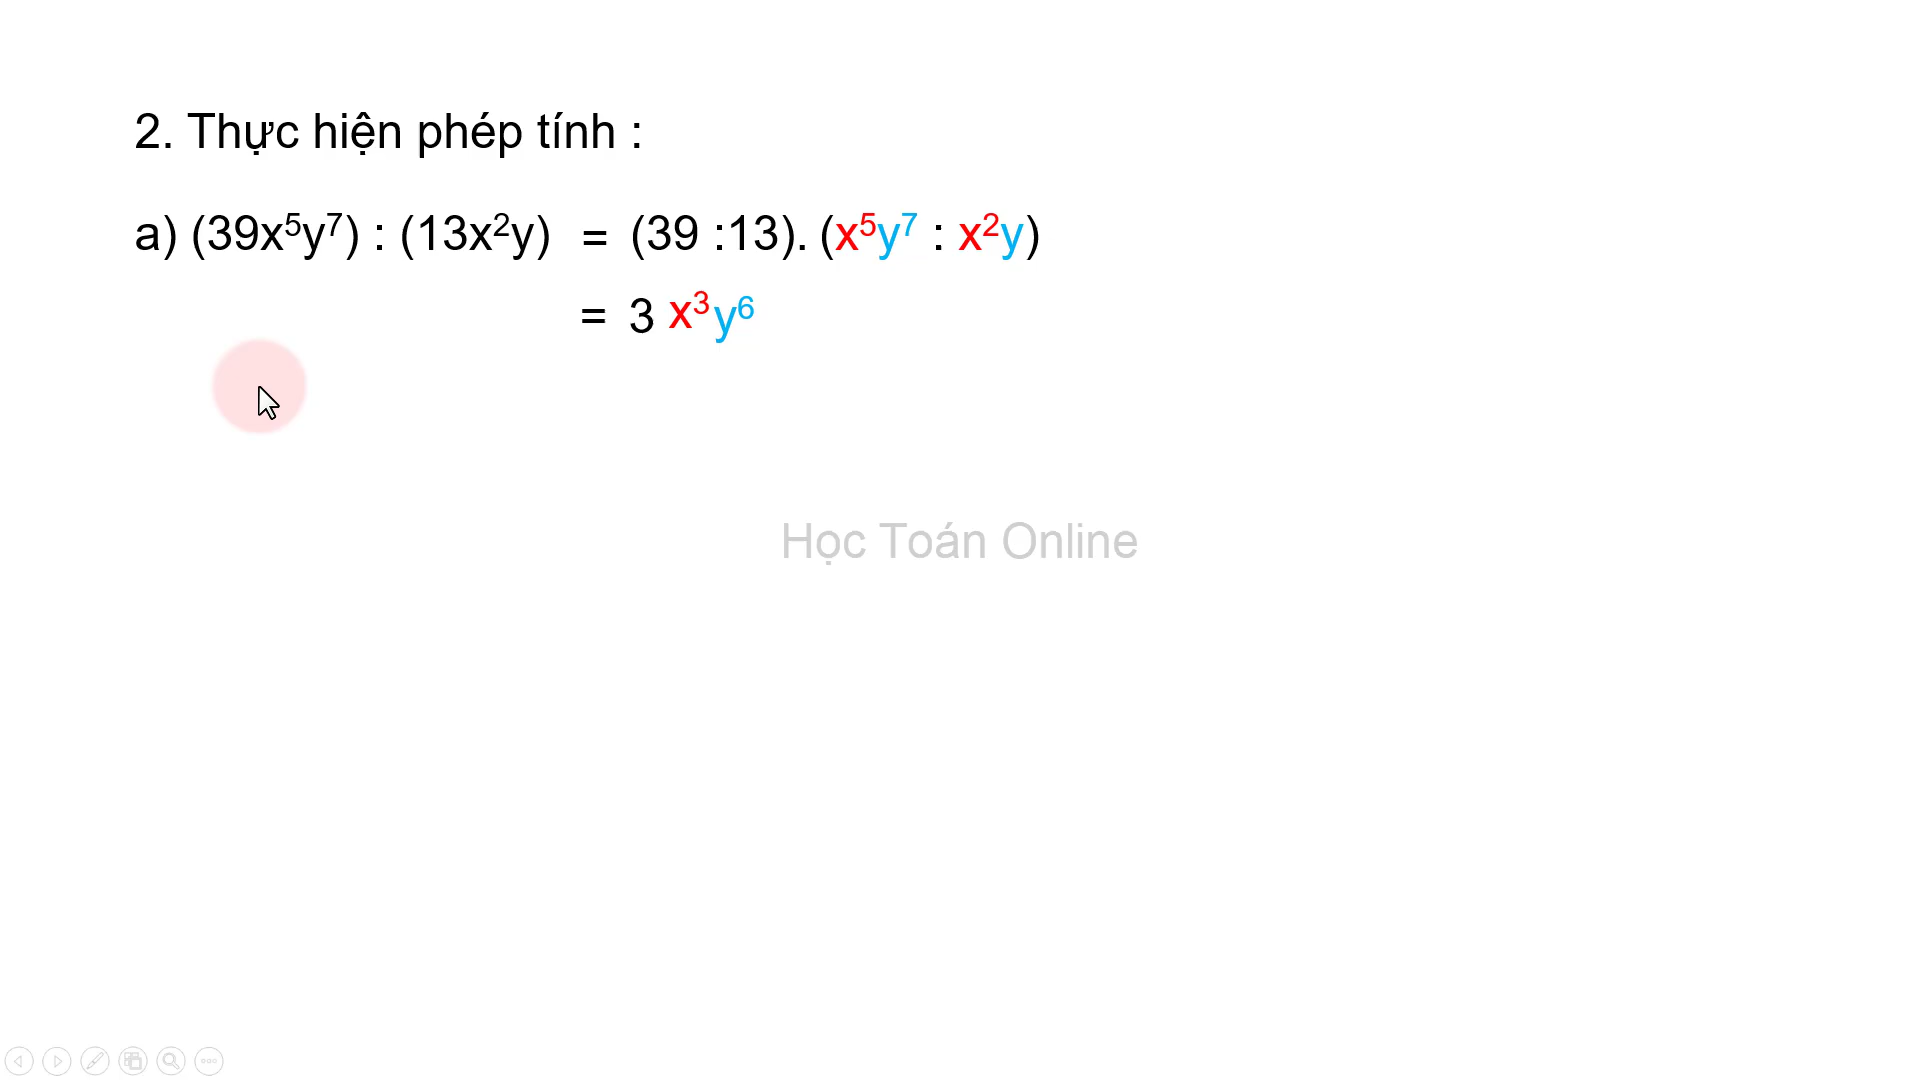 2. Thực hiện phép tính :
a) (39x⁵y⁷) : (13x²y) = (39 :13). (x⁵y⁷ : x²y)
= 3 x³y⁶
Học Toán Online